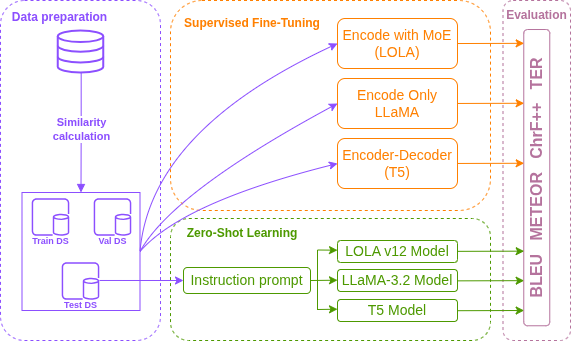 Data preparation
Similarity
calculation
Train DS
Val DS
Test DS
Supervised Fine-Tuning
Encode with MoE
(LOLA)
Encode Only
LLaMA
Encoder-Decoder
(T5)
Zero-Shot Learning
Instruction prompt
LOLA v12 Model
LLaMA-3.2 Model
T5 Model
Evaluation
BLEU METEOR ChrF++ TER